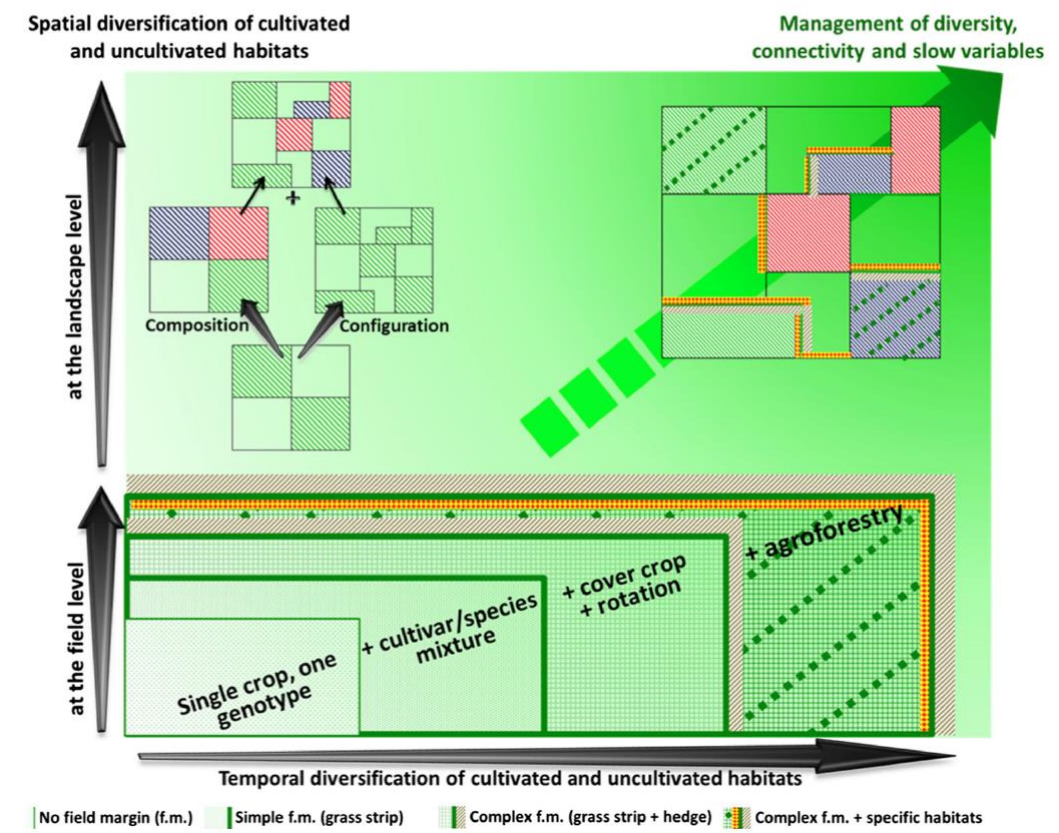 Spatial diversification of cultivated
and uncultivated habitats
Management of diversity,
connectivity and slow variables
at the landscape level
+
Composition
Configuration
at the field level
Single crop, one
genotype
+ cultivar/species
mixture
+ cover crop
+ rotation
+ agroforestry
Temporal diversification of cultivated and uncultivated habitats
No field margin (f.m.)
Simple f.m. (grass strip)
Complex f.m. (grass strip + hedge)
Complex f.m. + specific habitats